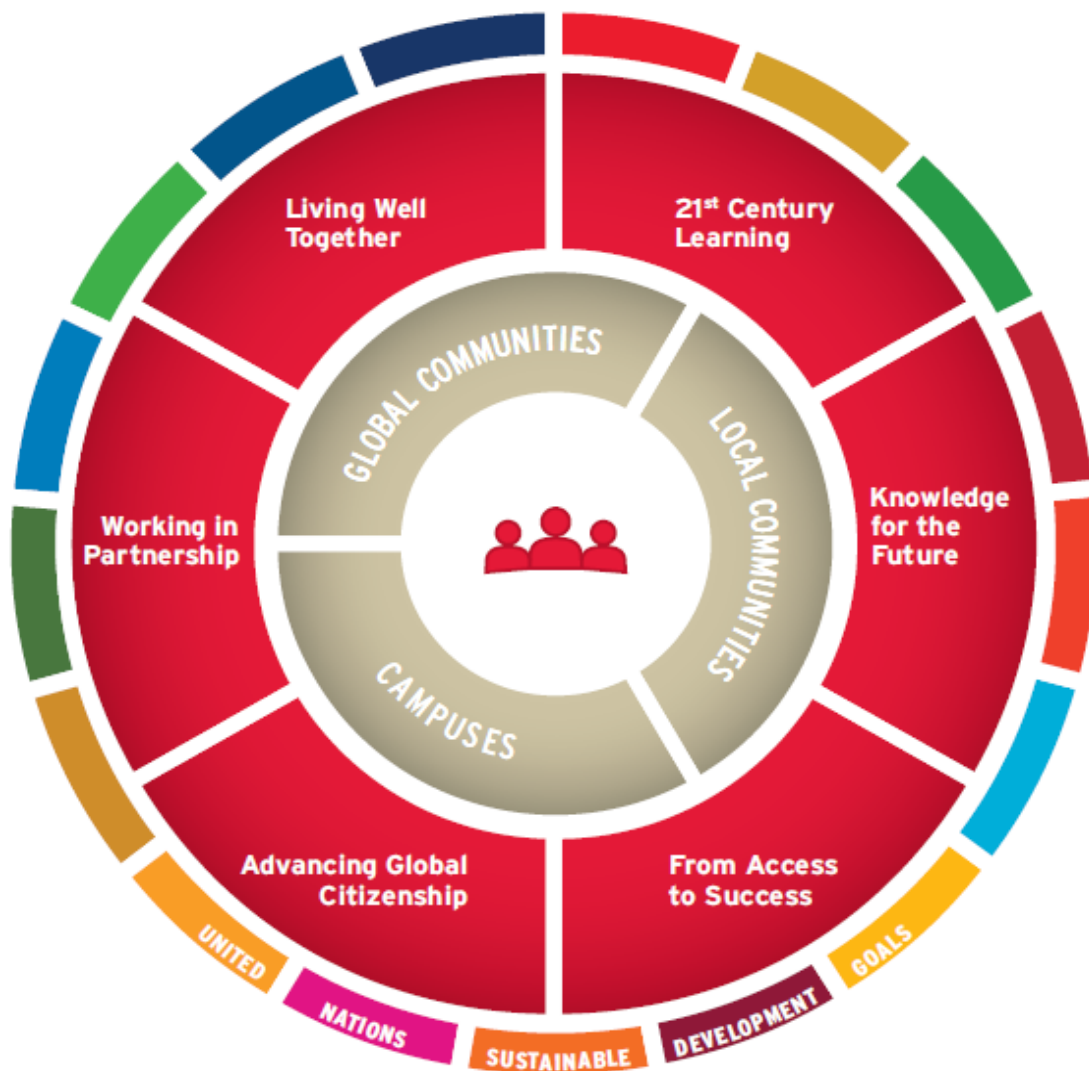 Living Well
Together
21st Century
Learning
GLOBAL COMMUNITIES
LOCAL COMMUNITIES
Working in
Partnership
Knowledge
for the
Future
CAMPUSES
Advancing Global
Citizenship
From Access
to Success
UNITED
NATIONS
SUSTAINABLE
DEVELOPMENT
GOALS